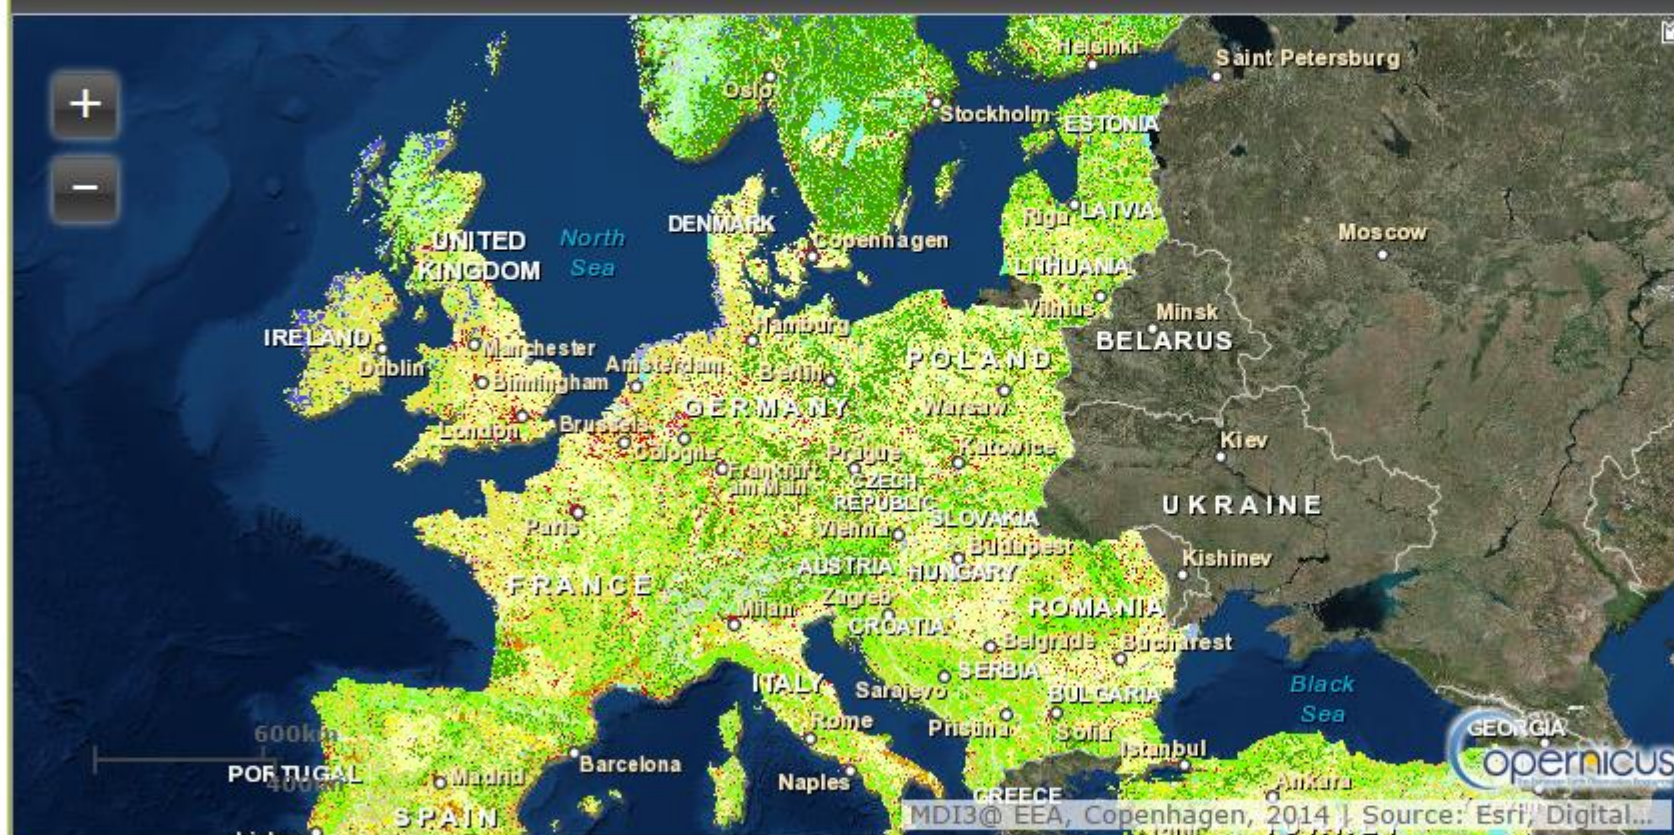 +
−
Helsinki
Saint Petersburg
Oslo
Stockholm
ESTONIA
Riga
LATVIA
DENMARK
Moscow
UNITED
KINGDOM
North
Sea
Copenhagen
LITHUANIA
Vilnius
Minsk
BELARUS
Hamburg
IRELAND
Manchester
Dublin
Birmingham
Amsterdam
Berlin
POLAND
Warsaw
GERMANY
London
Brussels
Cologne
Prague
Katowice
Kiev
Frankfurt
am Main
CZECH
REPUBLIC
UKRAINE
Paris
Vienna
SLOVAKIA
Budapest
Kishinev
AUSTRIA
HUNGARY
FRANCE
Zagreb
Milan
CROATIA
ROMANIA
Belgrade
Bucharest
ITALY
SERBIA
Sarajevo
BULGARIA
Black
Sea
Rome
Pristina
Sofia
GEORGIA
600km
400km
Istanbul
PORTUGAL
Madrid
Barcelona
Naples
Ankara
opernicus
GREECE
SPAIN
MDI3@ EEA, Copenhagen, 2014 | Source: Esri, Digital...